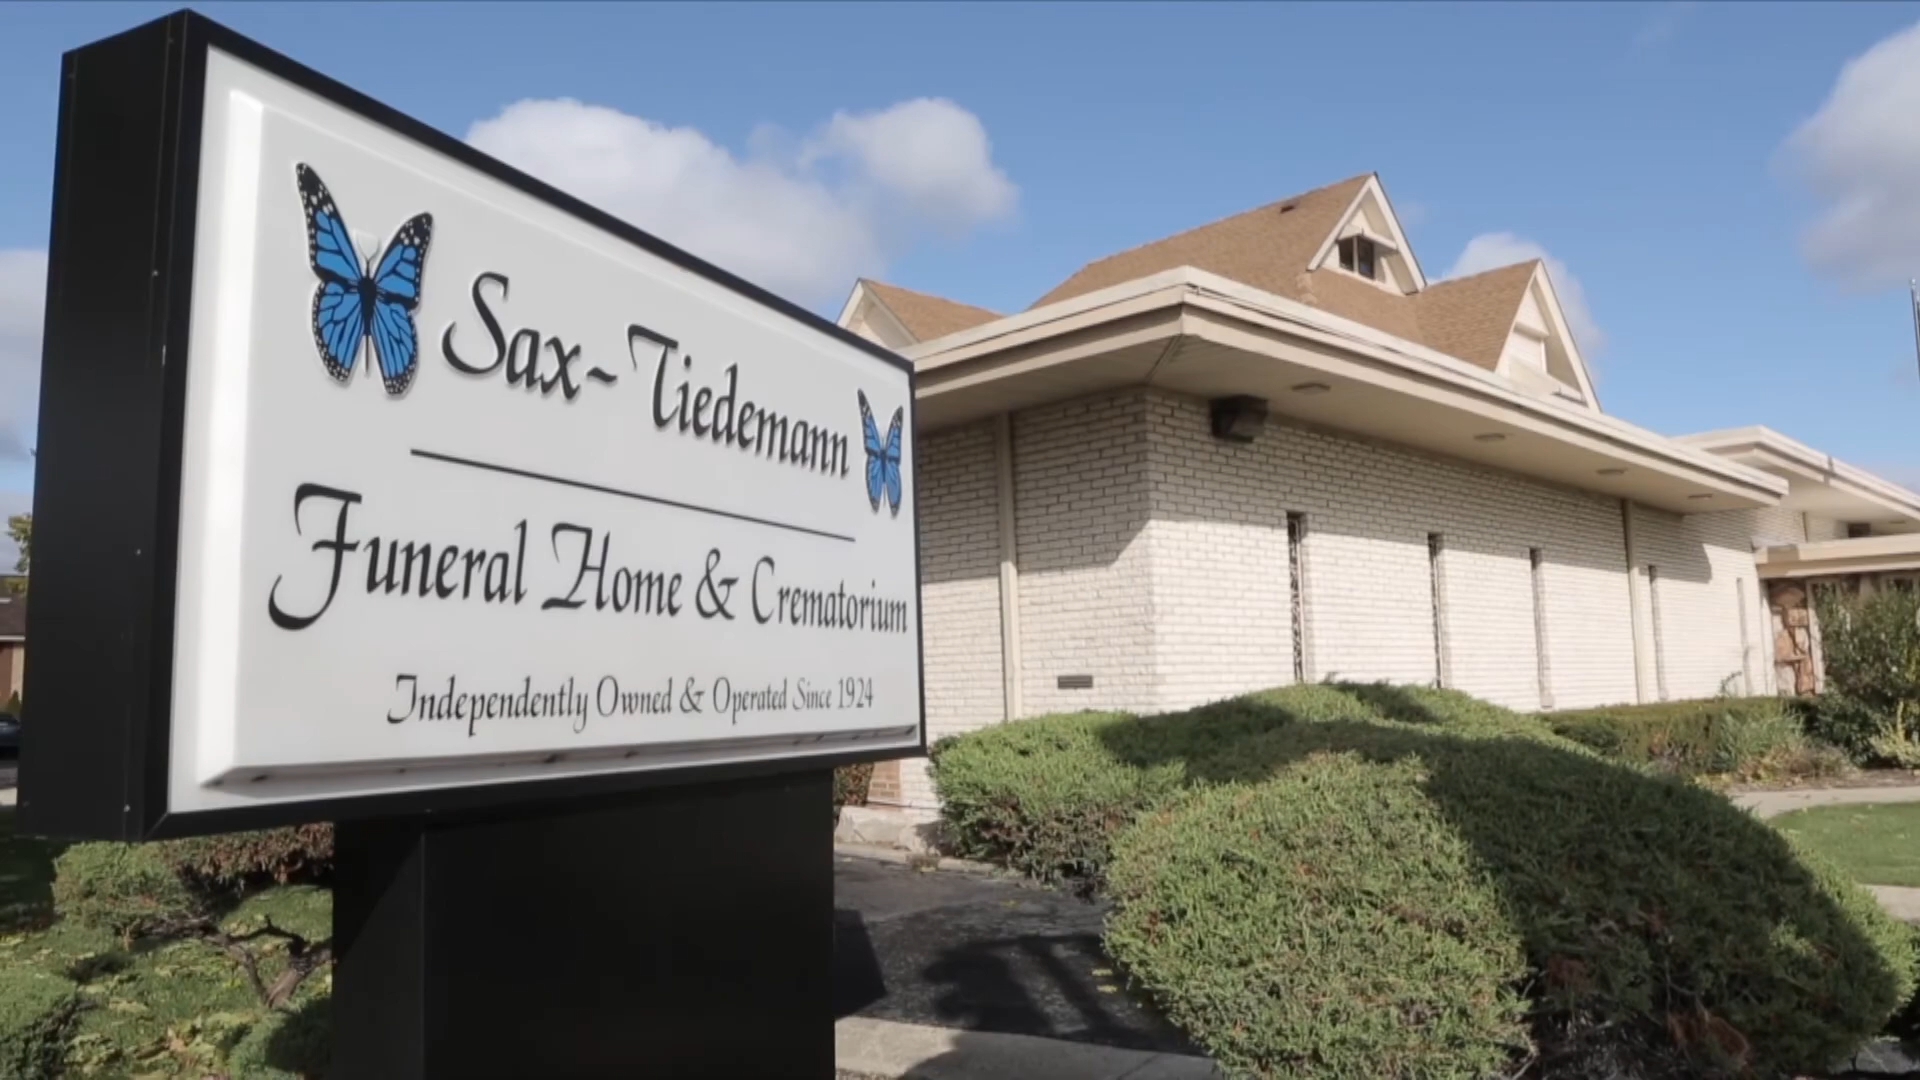 Sax~Tiedemann
Funeral Home & Crematorium
Independently Owned & Operated Since 1924